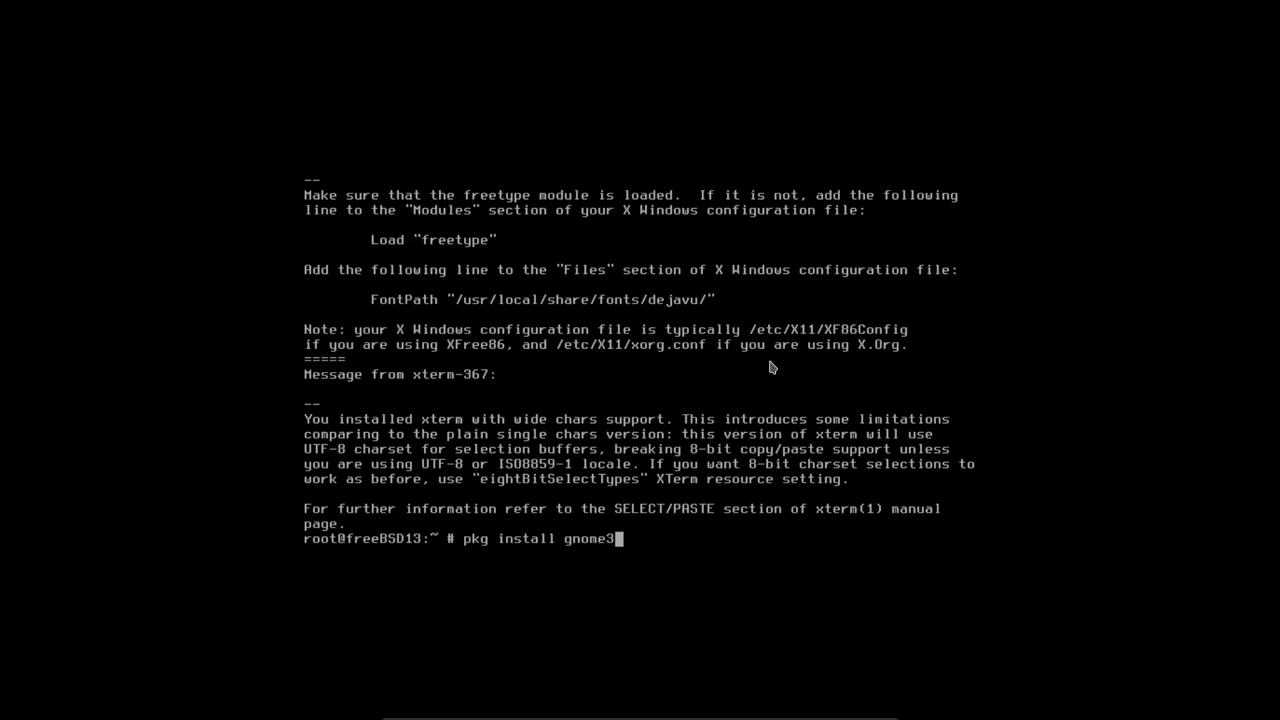 --
Make sure that the freetype module is loaded.  If it is not, add the following
line to the "Modules" section of your X Windows configuration file:
Load "freetype"
Add the following line to the "Files" section of X Windows configuration file:
FontPath "/usr/local/share/fonts/dejavu/"
Note: your X Windows configuration file is typically /etc/X11/XF86Config
if you are using XFree86, and /etc/X11/xorg.conf if you are using X.Org.
=====
Message from xterm-367:
--
You installed xterm with wide chars support. This introduces some limitations
comparing to the plain single chars version: this version of xterm will use
UTF-8 charset for selection buffers, breaking 8-bit copy/paste support unless
you are using UTF-8 or ISO8859-1 locale. If you want 8-bit charset selections to
work as before, use "eightBitSelectTypes" XTerm resource setting.
For further information refer to the SELECT/PASTE section of xterm(1) manual
page.
root@freeBSD13:~ # pkg install gnome3